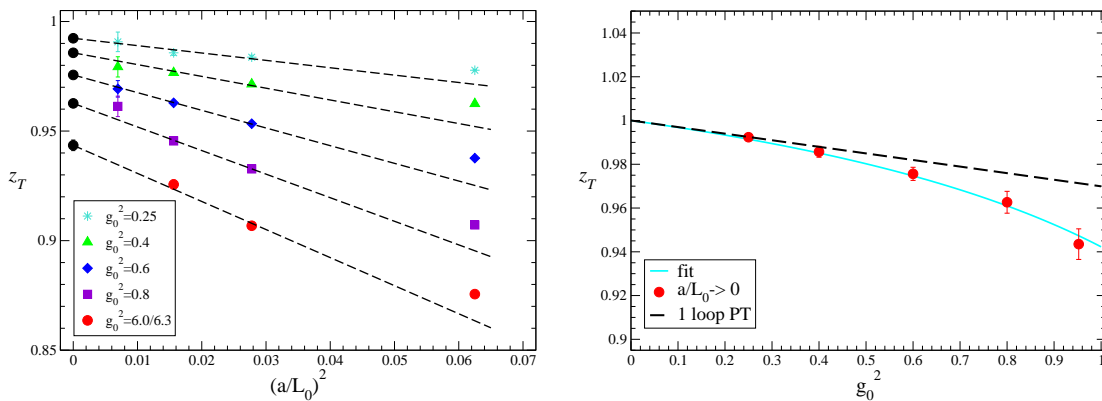 1
0.95
0.9
0.85
z_T
0 0.01 0.02 0.03 0.04 0.05 0.06 0.07
(a/L_0)^2
g_0^2=0.25
g_0^2=0.4
g_0^2=0.6
g_0^2=0.8
g_0^2=6.0/6.3
1.04
1.02
1
0.98
0.96
0.94
0.92
0.9
z_T
0 0.1 0.2 0.3 0.4 0.5 0.6 0.7 0.8 0.9 1
g_0^2
fit
a/L_0-> 0
1 loop PT